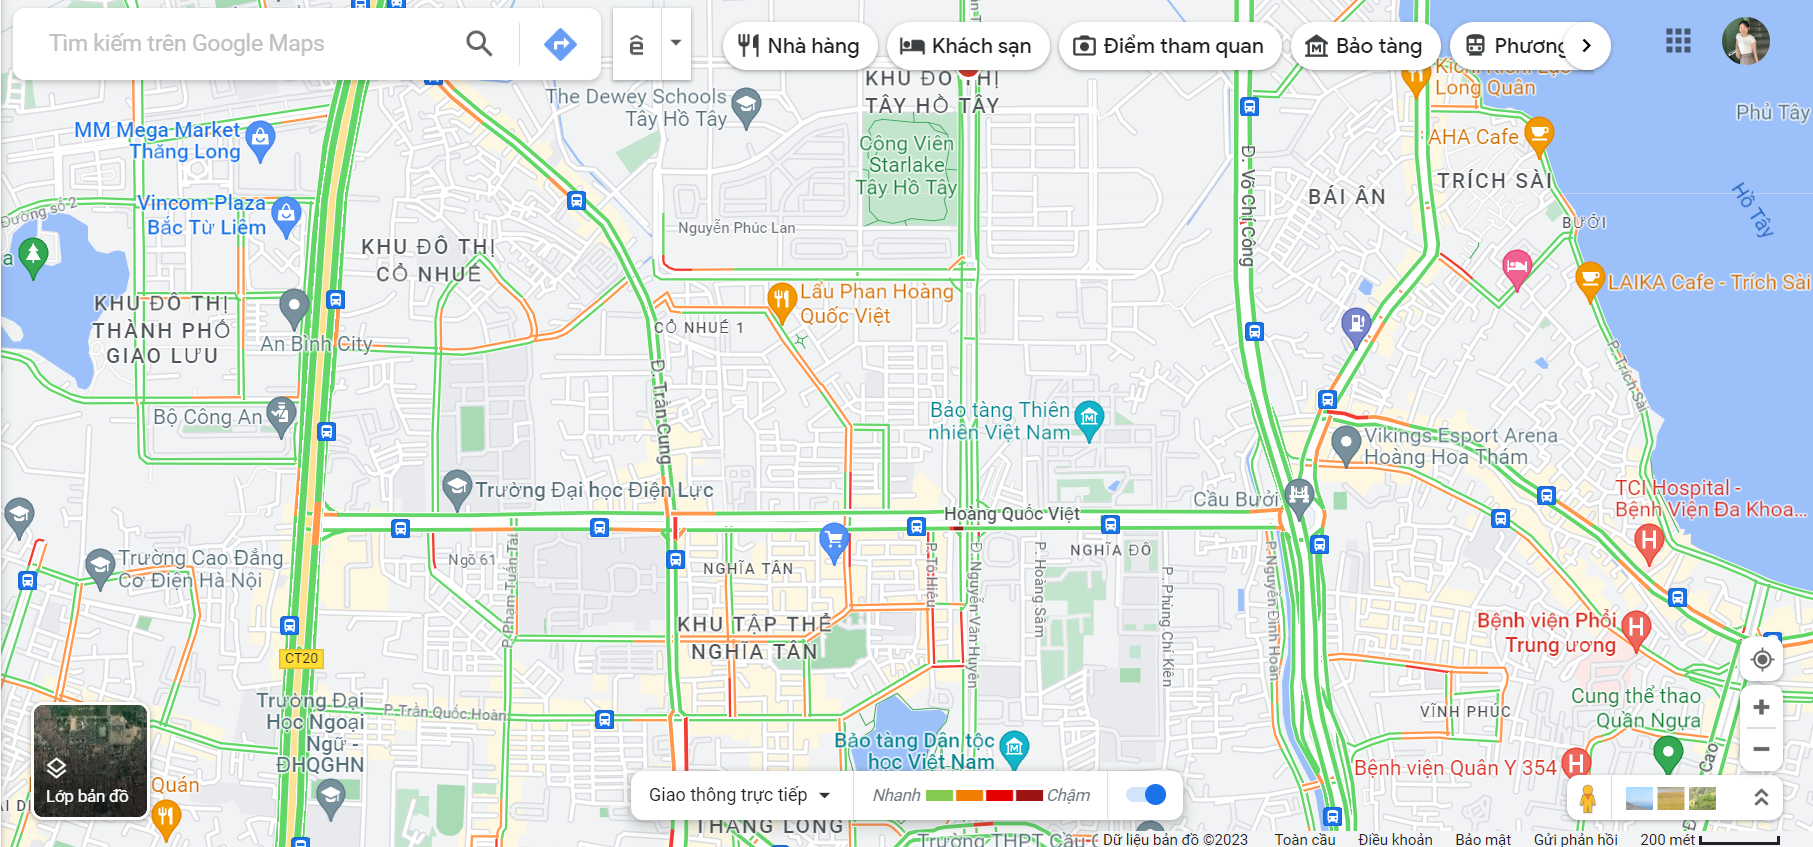 Tìm kiếm trên Google Maps
Nhà hàng
Khách sạn
Điểm tham quan
Bảo tàng
Phương
The Dewey Schools
Tây Hồ Tây
KHU ĐÔ THỊ
TÂY HỒ TÂY
Công Viên
Starlake
Tây Hồ Tây
Long Quân
Phủ Tây
AHA Cafe
TRÍCH SÀI
BÁI ÂN
Hồ Tây
BƯỞI
MM Mega Market
Thăng Long
Vincom Plaza
Bắc Từ Liêm
Đường số 2
KHU ĐÔ THỊ
CỔ NHUẾ
Nguyễn Phúc Lan
Đ. Võ Chí Công
LAIKA Cafe - Trích Sài
KHU ĐÔ THỊ
THÀNH PHỐ
GIAO LƯU
An Bình City
Lẩu Phan Hoàng
Quốc Việt
CỔ NHUẾ 1
Đ. Trần Cung
P. Trích Sài
Bộ Công An
Bảo tàng Thiên
nhiên Việt Nam
Vikings Esport Arena
Hoàng Hoa Thám
Trường Đại học Điện Lực
Cầu Bưởi
TCI Hospital -
Bệnh Viện Đa Khoa...
Hoàng Quốc Việt
NGHĨA ĐÔ
Trường Cao Đẳng
Cơ Điện Hà Nội
Ngõ 61
P. Phạm Tuấn Tài
NGHĨA TÂN
P. Tô Hiệu
Đ. Nguyễn Văn Huyên
P. Hoàng Sâm
P. Phùng Chí Kiên
P. Nguyễn Đình Hoàn
KHU TẬP THỂ
NGHĨA TÂN
Bệnh viện Phổi
Trung ương
CT20
Trường Đại
Học Ngoại
Ngữ -
ĐHQGHN
P. Trần Quốc Hoàn
Cung thể thao
Quần Ngựa
VĨNH PHÚC
Bảo tàng Dân tộc
học Việt Nam
Bệnh viện Quân Y 354
Quán
Lớp bản đồ
Giao thông trực tiếp
Nhanh
Chậm
THĂNG LONG
Trường THPT Cầu G
Dữ liệu bản đồ ©2023
Toàn cầu
Điều khoản
Bảo mật
Gửi phản hồi
200 mét